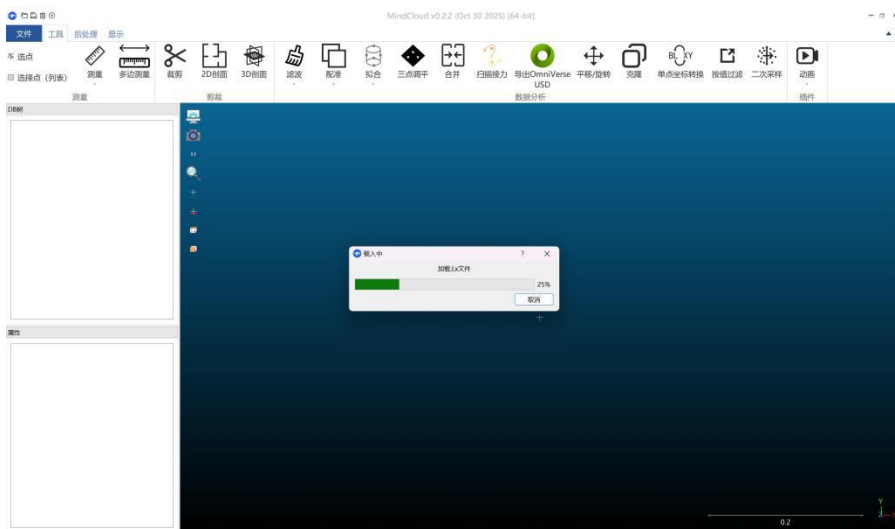 MindCloud v0.2.2 (Oct 30 2025) [64-bit]
文件 工具 后处理 显示
选点
选择点（列表）
测量 多边测量 裁剪 2D剖面 3D剖面 滤波 配准 拟合 三点调平 合并 扫描接力 导出OmniVerse USD 平移/旋转 克隆 单点坐标转换 按值过滤 二次采样 动画
BL XY
测量 剪裁 数据分析 插件
DB树
载入中 ? ×
加载1x文件
25%
取消
属性
Y
0.2